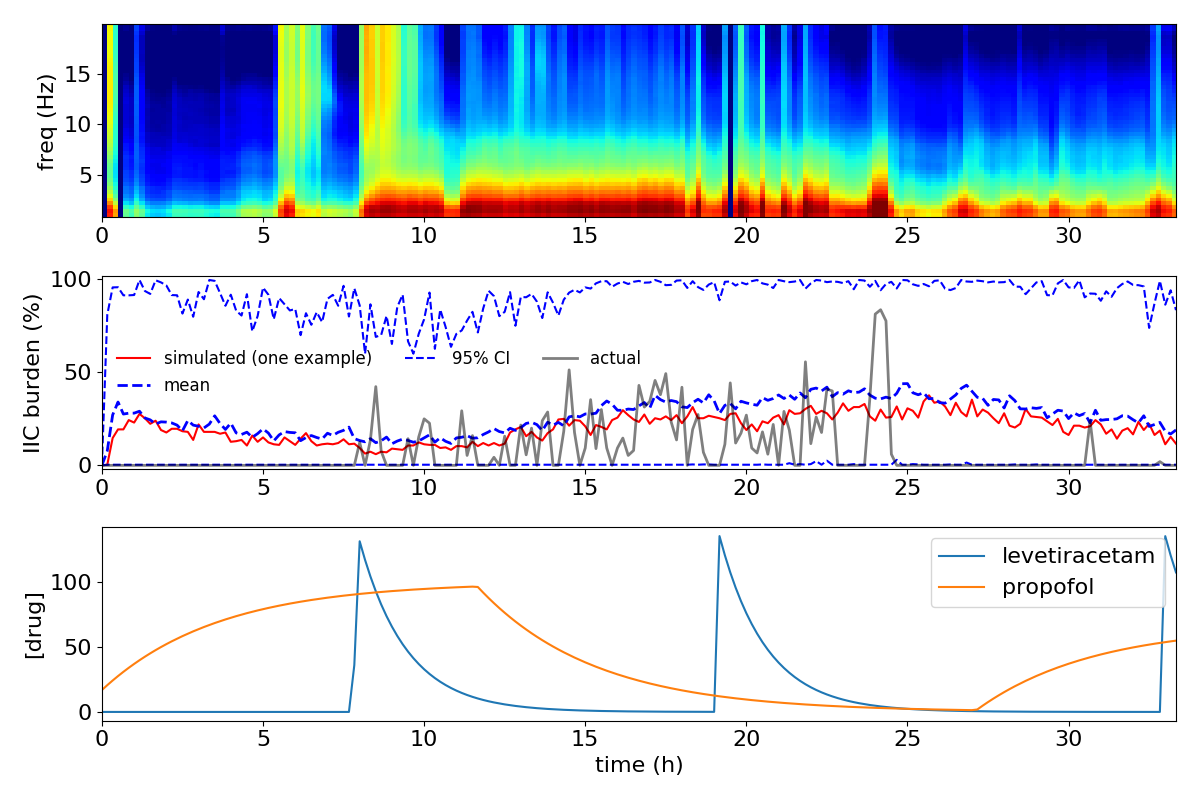 freq (Hz)
15
10
5
0 5 10 15 20 25 30
IIC burden (%)
100
50
0
simulated (one example) 95% CI actual
mean
0 5 10 15 20 25 30
[drug]
100
50
0
levetiracetam
propofol
0 5 10 15 20 25 30
time (h)